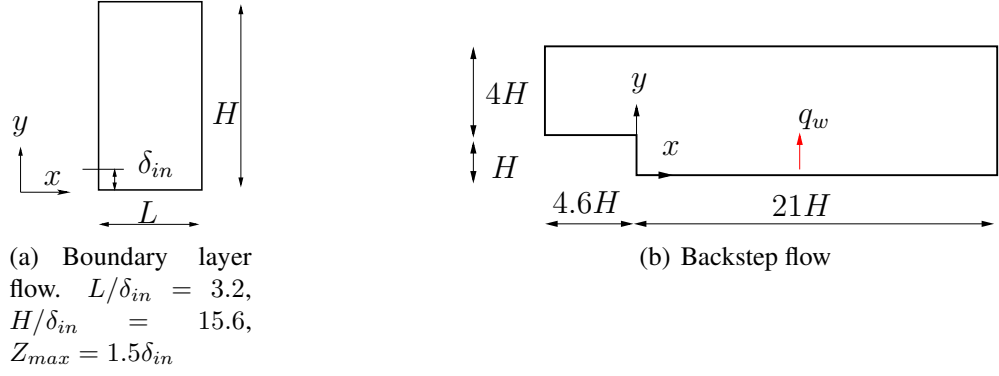 y
x
δ_in
H
L
(a) Boundary layer
flow. L/δ_in = 3.2,
H/δ_in = 15.6,
Z_max = 1.5δ_in
4H
H
y
x
q_w
4.6H
21H
(b) Backstep flow